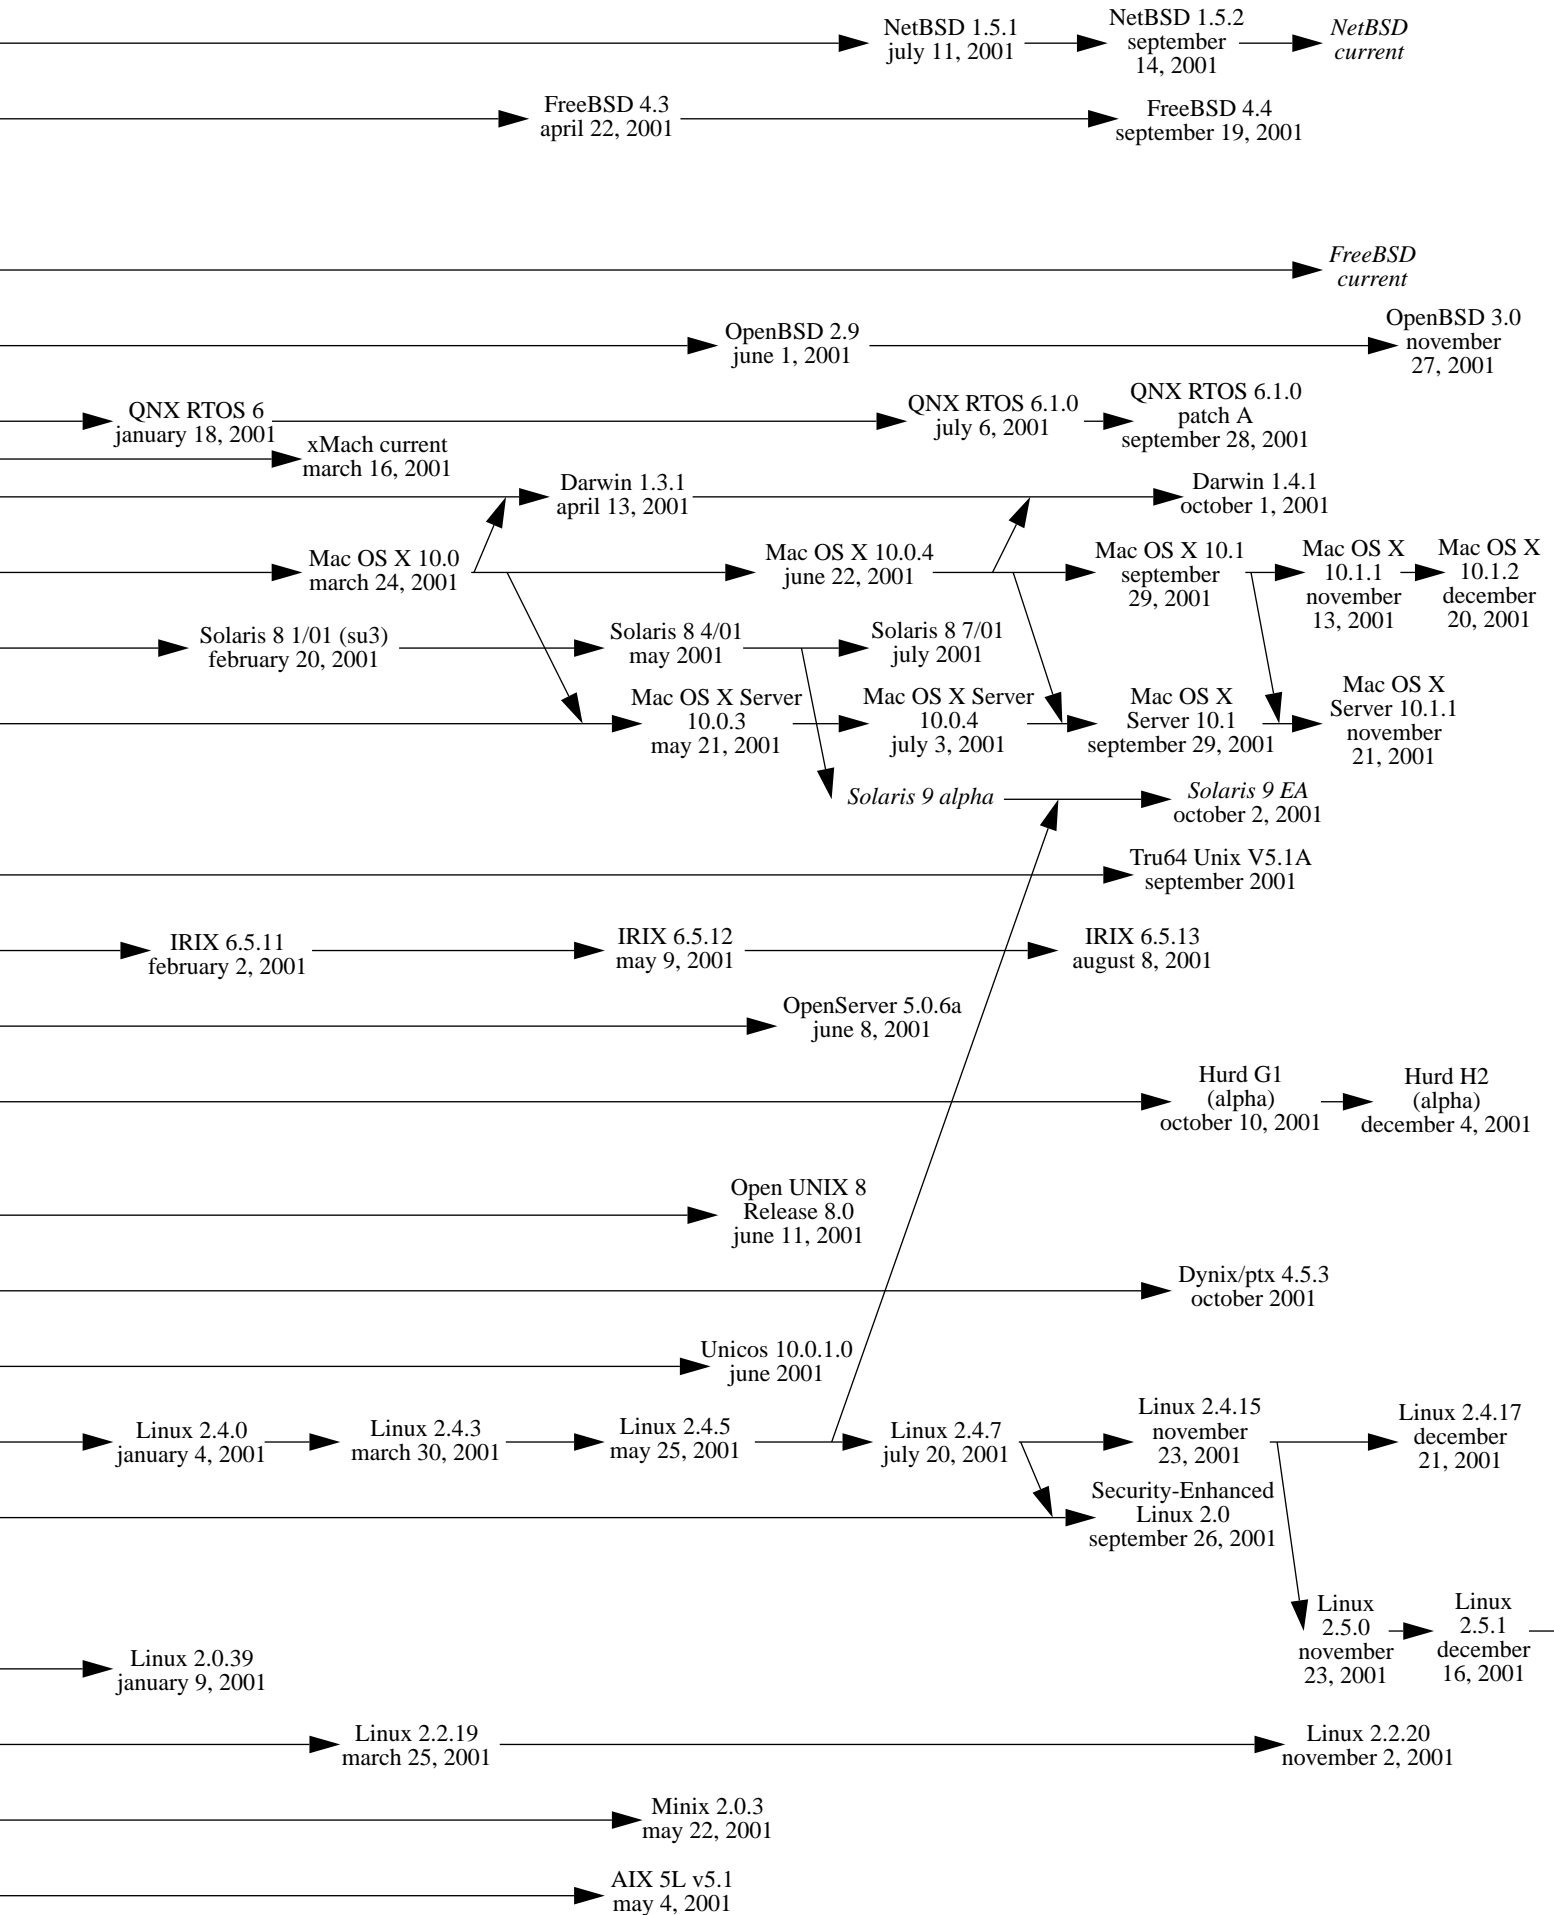 NetBSD 1.5.1
july 11, 2001
NetBSD 1.5.2
september
14, 2001
NetBSD
current
FreeBSD 4.3
april 22, 2001
FreeBSD 4.4
september 19, 2001
FreeBSD
current
OpenBSD 2.9
june 1, 2001
OpenBSD 3.0
november
27, 2001
QNX RTOS 6
january 18, 2001
QNX RTOS 6.1.0
july 6, 2001
QNX RTOS 6.1.0
patch A
september 28, 2001
xMach current
march 16, 2001
Darwin 1.3.1
april 13, 2001
Darwin 1.4.1
october 1, 2001
Mac OS X 10.0
march 24, 2001
Mac OS X 10.0.4
june 22, 2001
Mac OS X 10.1
september
29, 2001
Mac OS X
10.1.1
november
13, 2001
Mac OS X
10.1.2
december
20, 2001
Solaris 8 1/01 (su3)
february 20, 2001
Solaris 8 4/01
may 2001
Solaris 8 7/01
july 2001
Mac OS X Server
10.0.3
may 21, 2001
Mac OS X Server
10.0.4
july 3, 2001
Mac OS X
Server 10.1
september 29, 2001
Mac OS X
Server 10.1.1
november
21, 2001
Solaris 9 alpha
Solaris 9 EA
october 2, 2001
Tru64 Unix V5.1A
september 2001
IRIX 6.5.11
february 2, 2001
IRIX 6.5.12
may 9, 2001
IRIX 6.5.13
august 8, 2001
OpenServer 5.0.6a
june 8, 2001
Hurd G1
(alpha)
october 10, 2001
Hurd H2
(alpha)
december 4, 2001
Open UNIX 8
Release 8.0
june 11, 2001
Dynix/ptx 4.5.3
october 2001
Unicos 10.0.1.0
june 2001
Linux 2.4.0
january 4, 2001
Linux 2.4.3
march 30, 2001
Linux 2.4.5
may 25, 2001
Linux 2.4.7
july 20, 2001
Linux 2.4.15
november
23, 2001
Linux 2.4.17
december
21, 2001
Security-Enhanced
Linux 2.0
september 26, 2001
Linux
2.5.0
november
23, 2001
Linux
2.5.1
december
16, 2001
Linux 2.0.39
january 9, 2001
Linux 2.2.19
march 25, 2001
Linux 2.2.20
november 2, 2001
Minix 2.0.3
may 22, 2001
AIX 5L v5.1
may 4, 2001